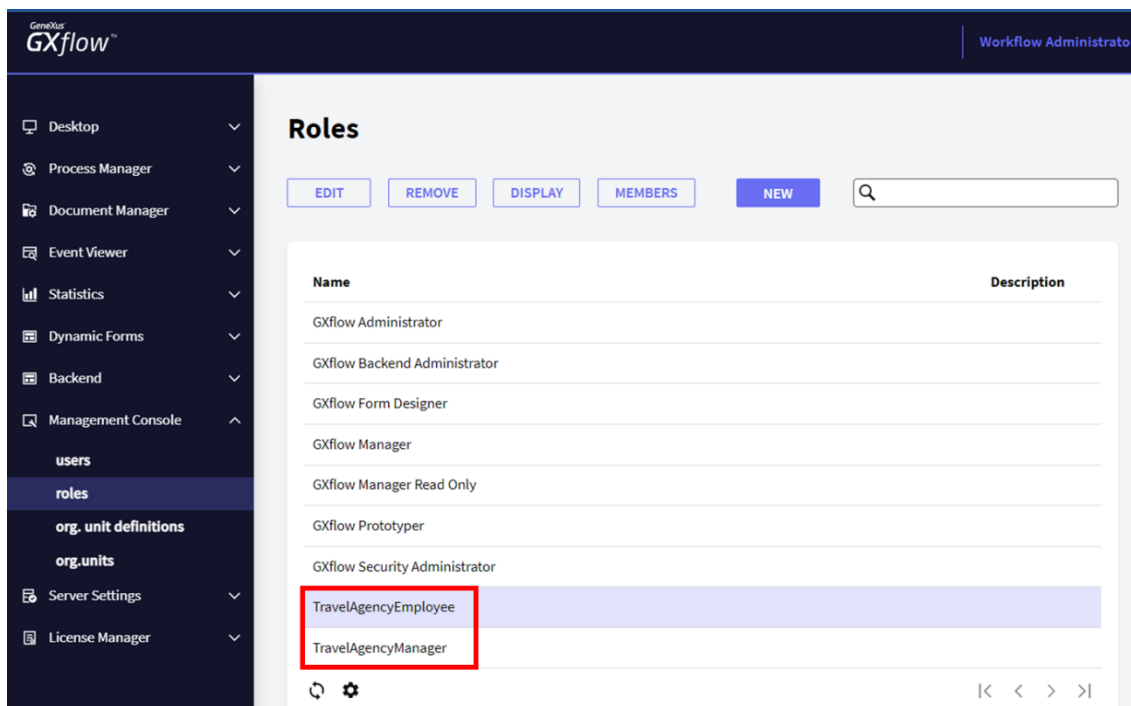 GeneXus
GXflow™
Workflow Administrato
Desktop
Process Manager
Document Manager
Event Viewer
Statistics
Dynamic Forms
Backend
Management Console
users
roles
org. unit definitions
org.units
Server Settings
License Manager
Roles
EDIT REMOVE DISPLAY MEMBERS NEW
Name Description
GXflow Administrator
GXflow Backend Administrator
GXflow Form Designer
GXflow Manager
GXflow Manager Read Only
GXflow Prototyper
GXflow Security Administrator
TravelAgencyEmployee
TravelAgencyManager